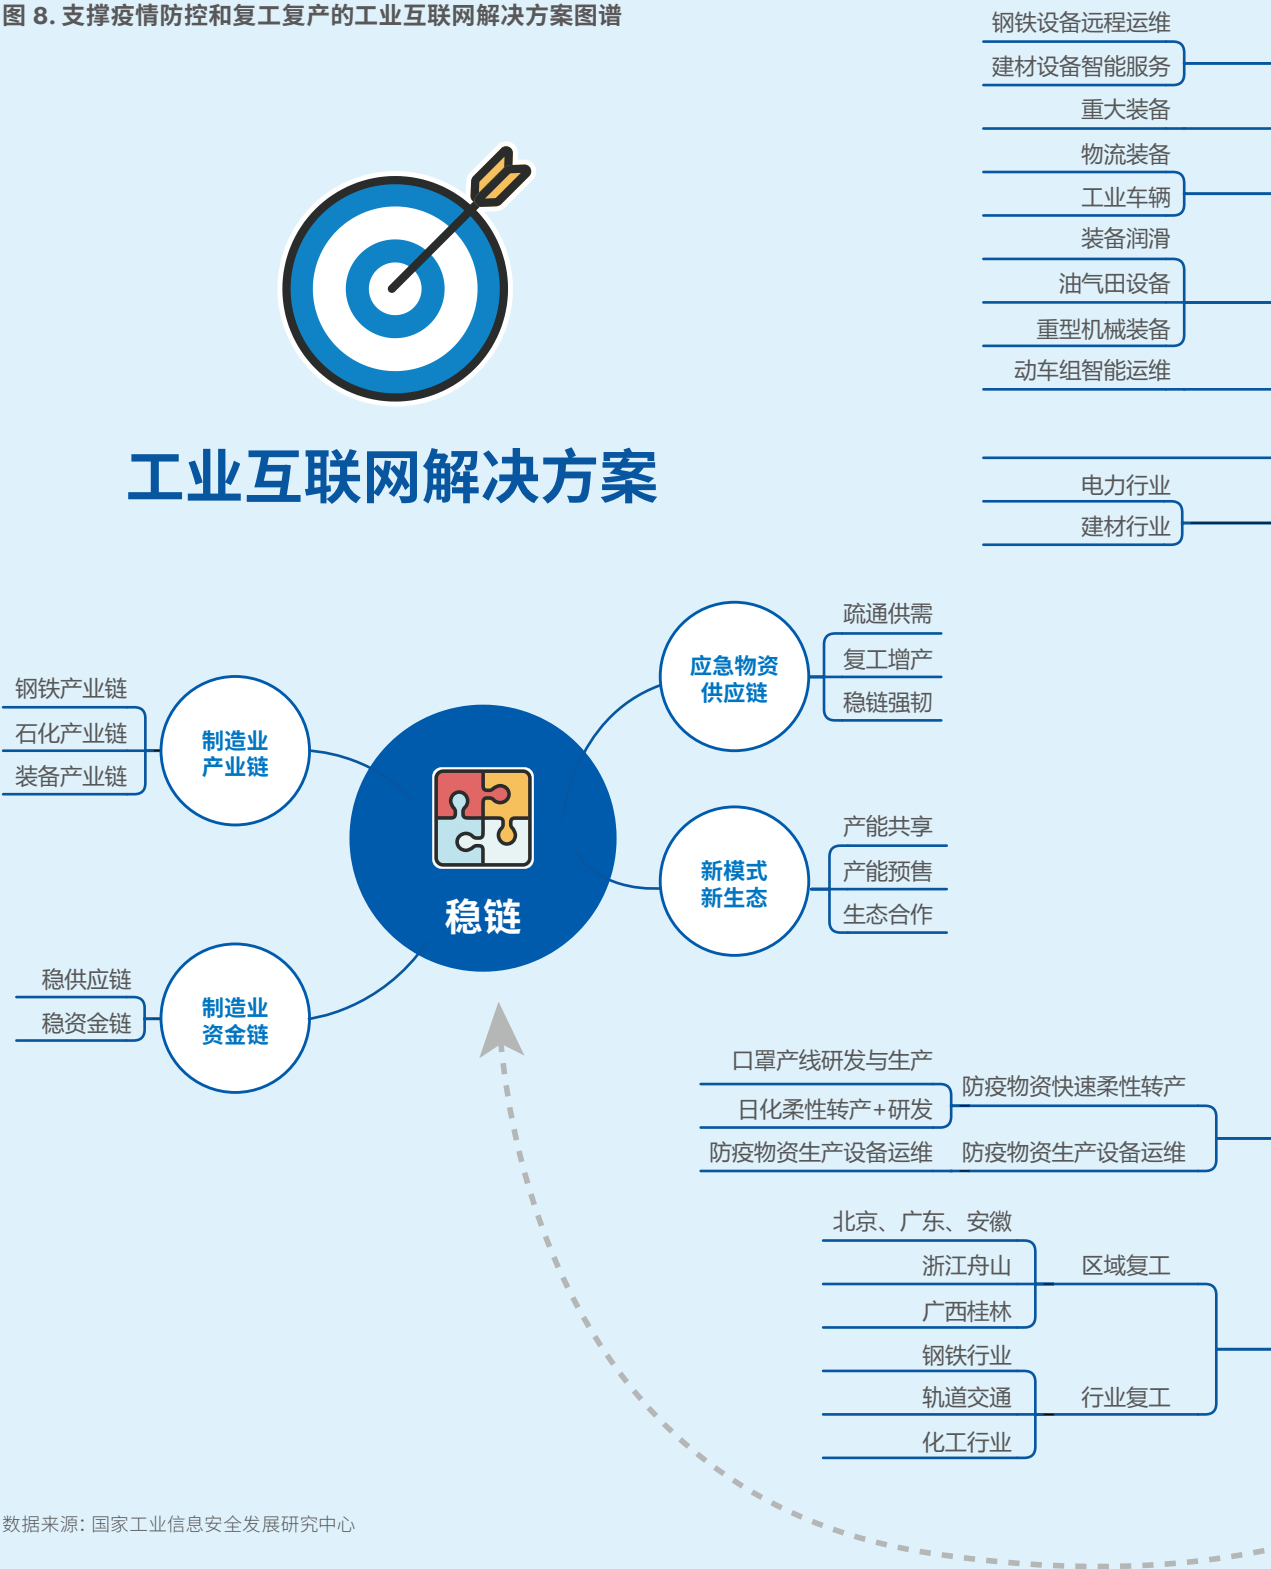 图 8. 支撑疫情防控和复工复产的工业互联网解决方案图谱
钢铁设备远程运维
建材设备智能服务
重大装备
物流装备
工业车辆
装备润滑
油气田设备
重型机械装备
动车组智能运维
工业互联网解决方案
电力行业
建材行业
应急物资
供应链
疏通供需
复工增产
稳链强韧
钢铁产业链
石化产业链
装备产业链
制造业
产业链
稳链
新模式
新生态
产能共享
产能预售
生态合作
稳供应链
稳资金链
制造业
资金链
口罩产线研发与生产
日化柔性转产+研发
防疫物资快速柔性转产
防疫物资生产设备运维
防疫物资生产设备运维
北京、广东、安徽
浙江舟山
广西桂林
区域复工
钢铁行业
轨道交通
化工行业
行业复工
数据来源：国家工业信息安全发展研究中心